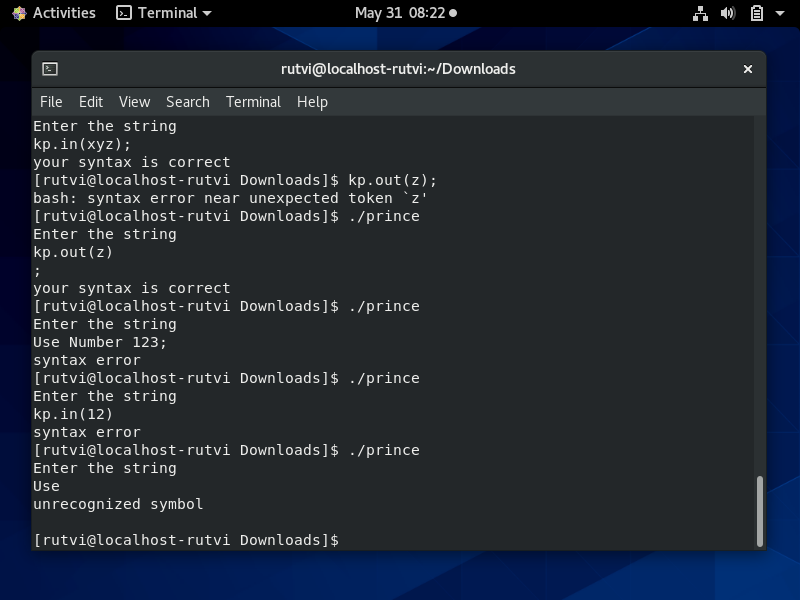 Activities Terminal May 31 08:22
rutvi@localhost-rutvi:~/Downloads
File Edit View Search Terminal Help
Enter the string
kp.in(xyz);
your syntax is correct
[rutvi@localhost-rutvi Downloads]$ kp.out(z);
bash: syntax error near unexpected token `z'
[rutvi@localhost-rutvi Downloads]$ ./prince
Enter the string
kp.out(z)
;
your syntax is correct
[rutvi@localhost-rutvi Downloads]$ ./prince
Enter the string
Use Number 123;
syntax error
[rutvi@localhost-rutvi Downloads]$ ./prince
Enter the string
kp.in(12)
syntax error
[rutvi@localhost-rutvi Downloads]$ ./prince
Enter the string
Use
unrecognized symbol
[rutvi@localhost-rutvi Downloads]$